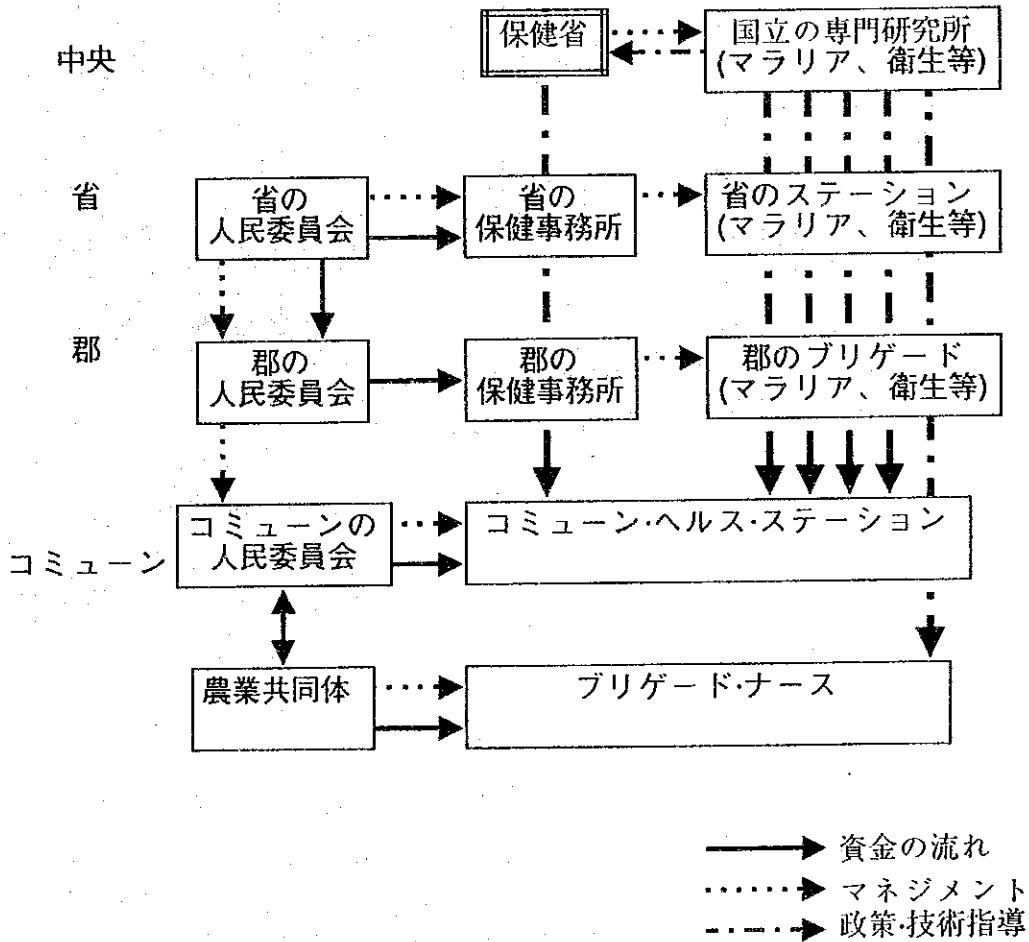 中央
保健省
国立の専門研究所
(マラリア、衛生等)
省
省の
人民委員会
省の
保健事務所
省のステーション
(マラリア、衛生等)
郡
郡の
人民委員会
郡の
保健事務所
郡のブリゲード
(マラリア、衛生等)
コミューン
コミューンの
人民委員会
コミューン·ヘルス·ステーション
農業共同体
ブリゲード·ナース
資金の流れ
マネジメント
政策·技術指導